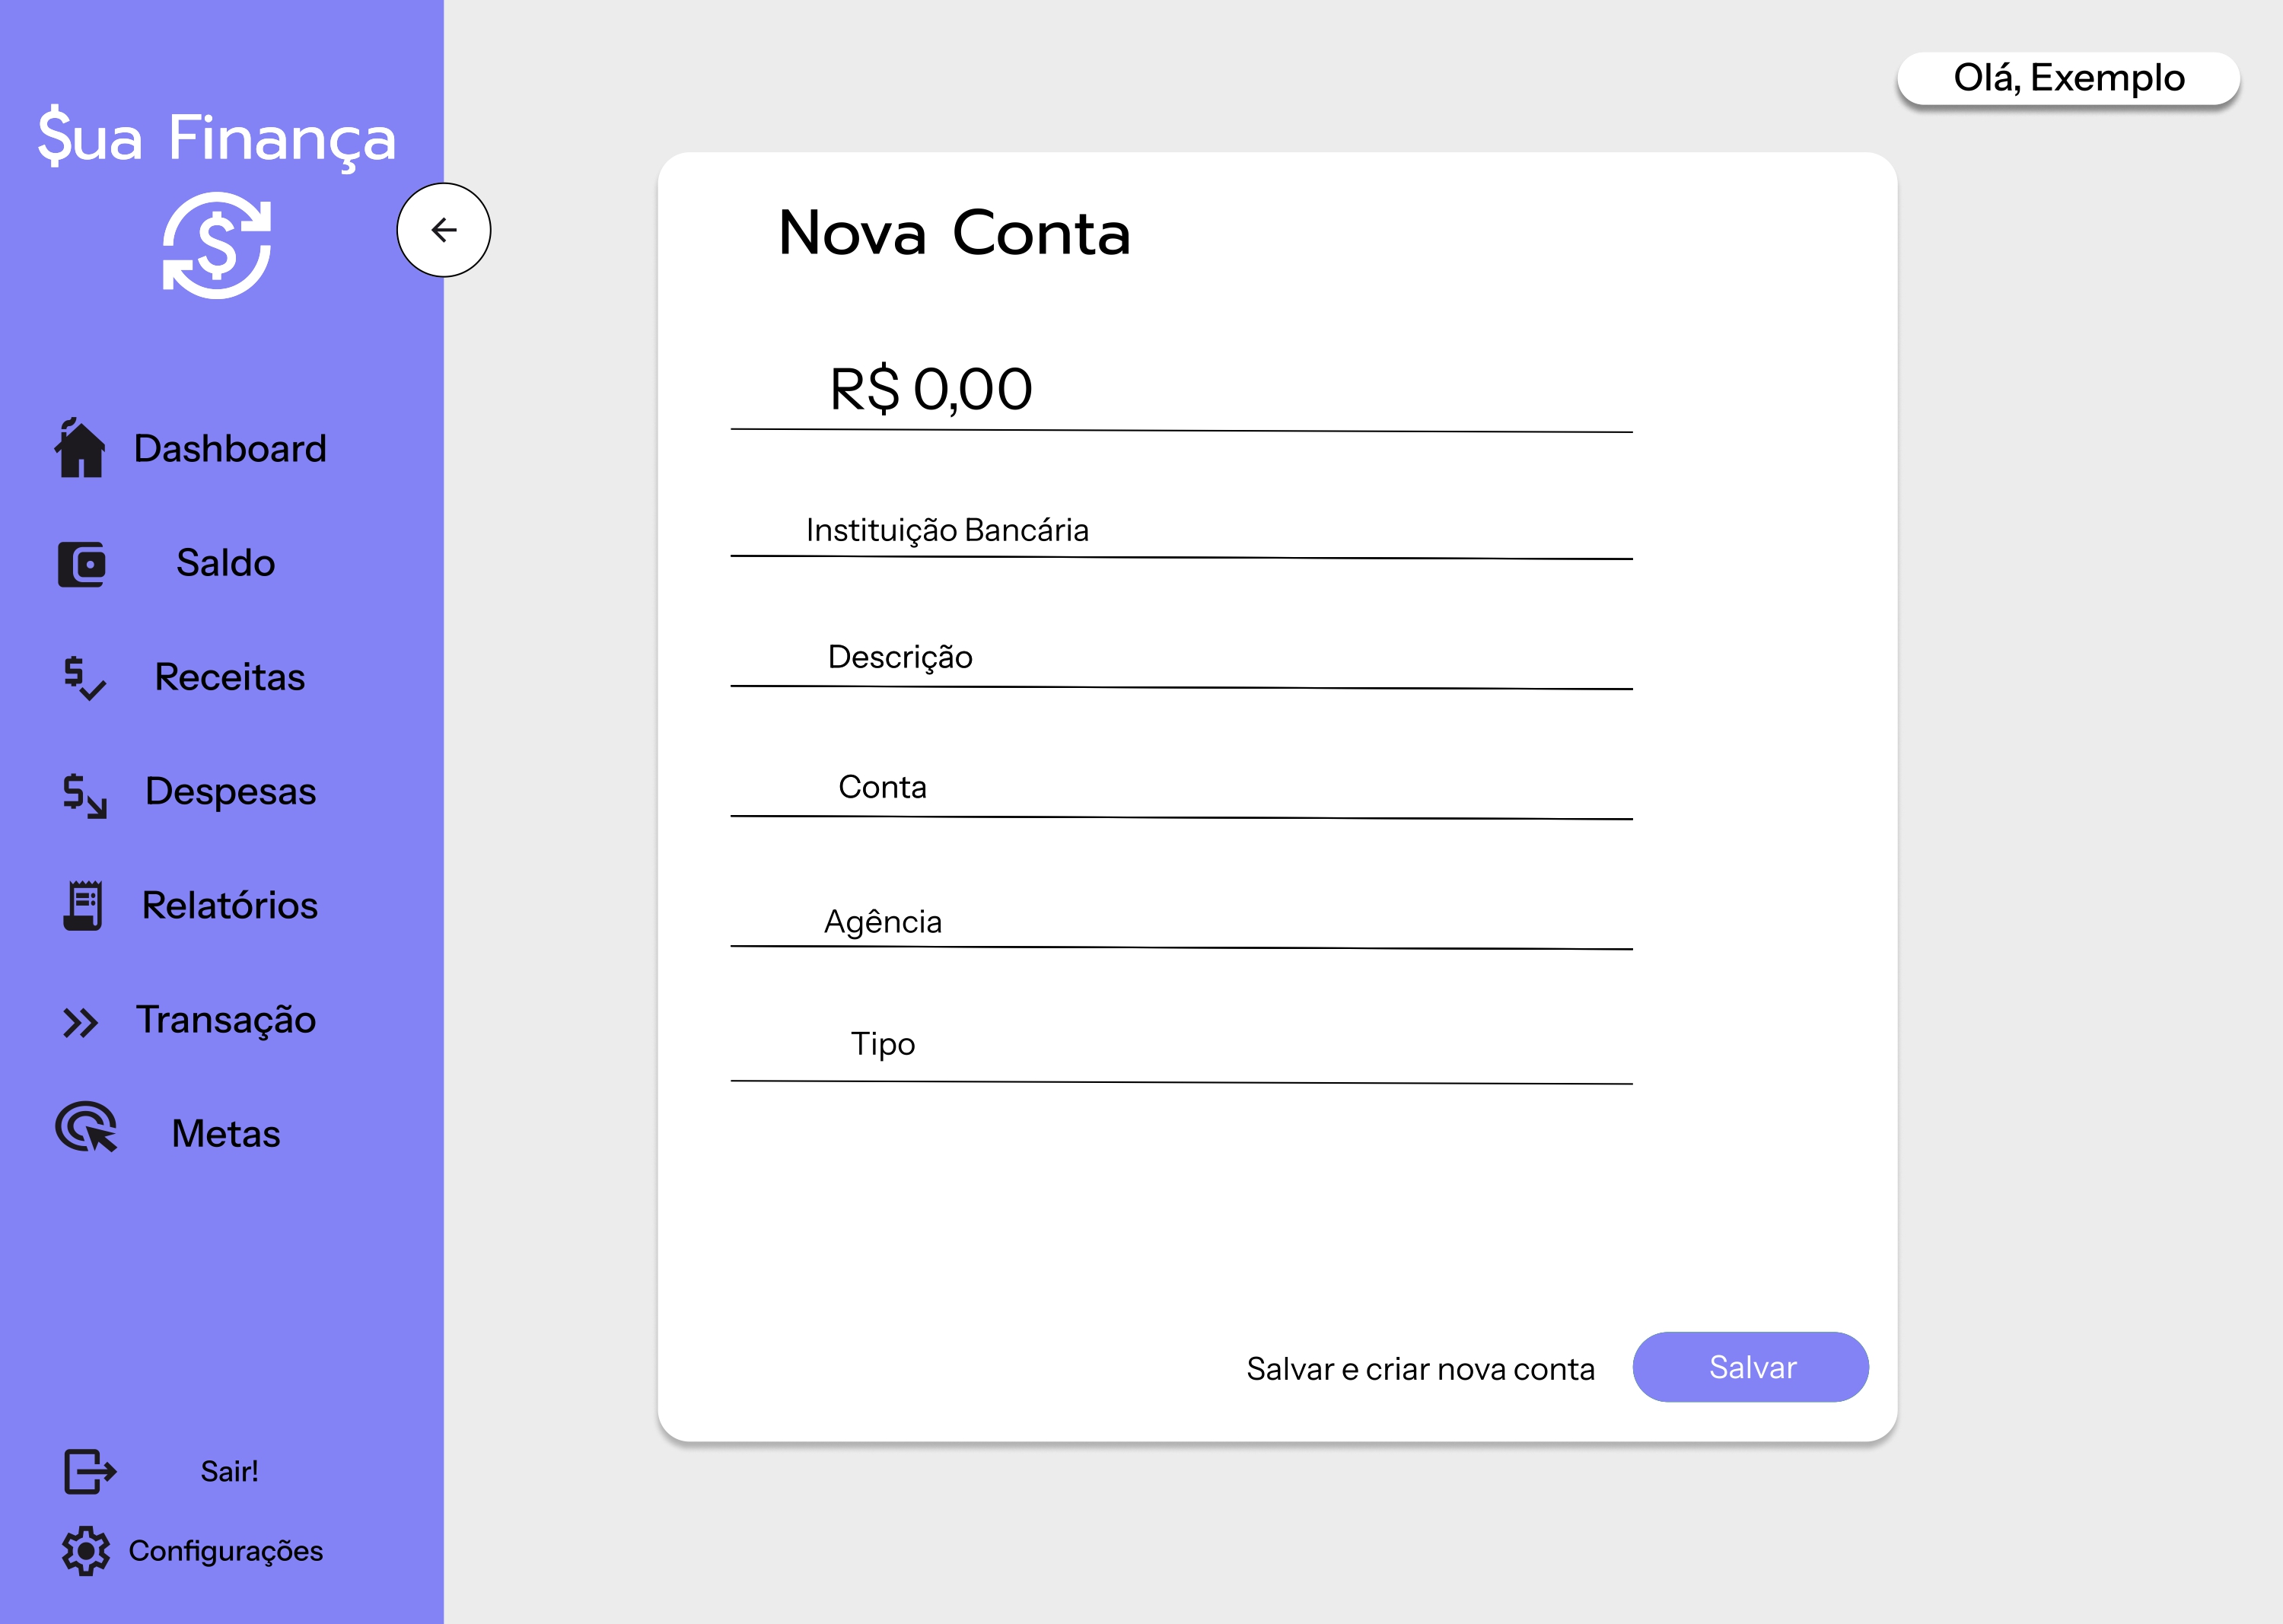 $ua Finança
Olá, Exemplo
Dashboard
Saldo
Receitas
Despesas
Relatórios
Transação
Metas
Sair!
Configurações
Nova Conta
R$ 0,00
Instituição Bancária
Descrição
Conta
Agência
Tipo
Salvar e criar nova conta
Salvar